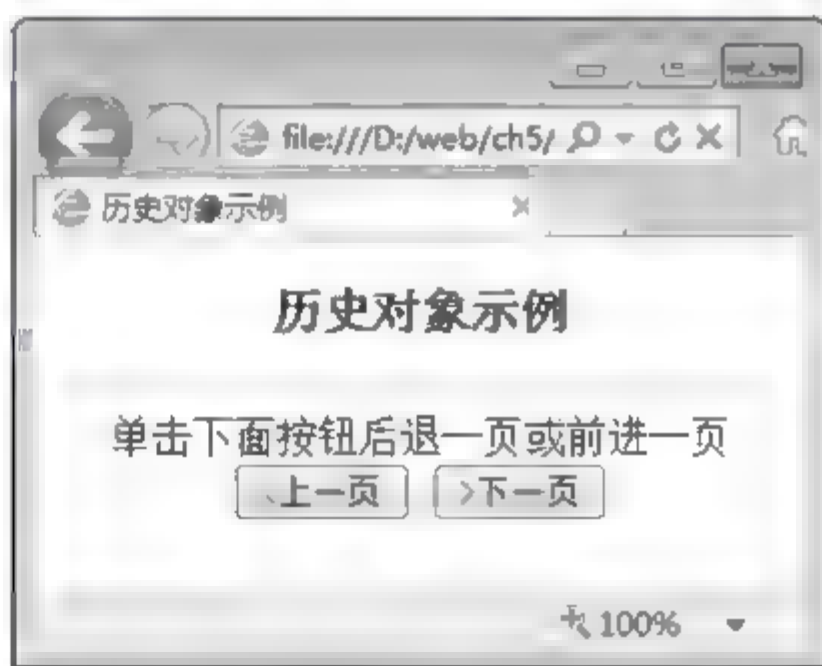 file:///D:/web/ch5/
历史对象示例
历史对象示例
单击下面按钮后退一页或前进一页
上一页 >下一页
100%